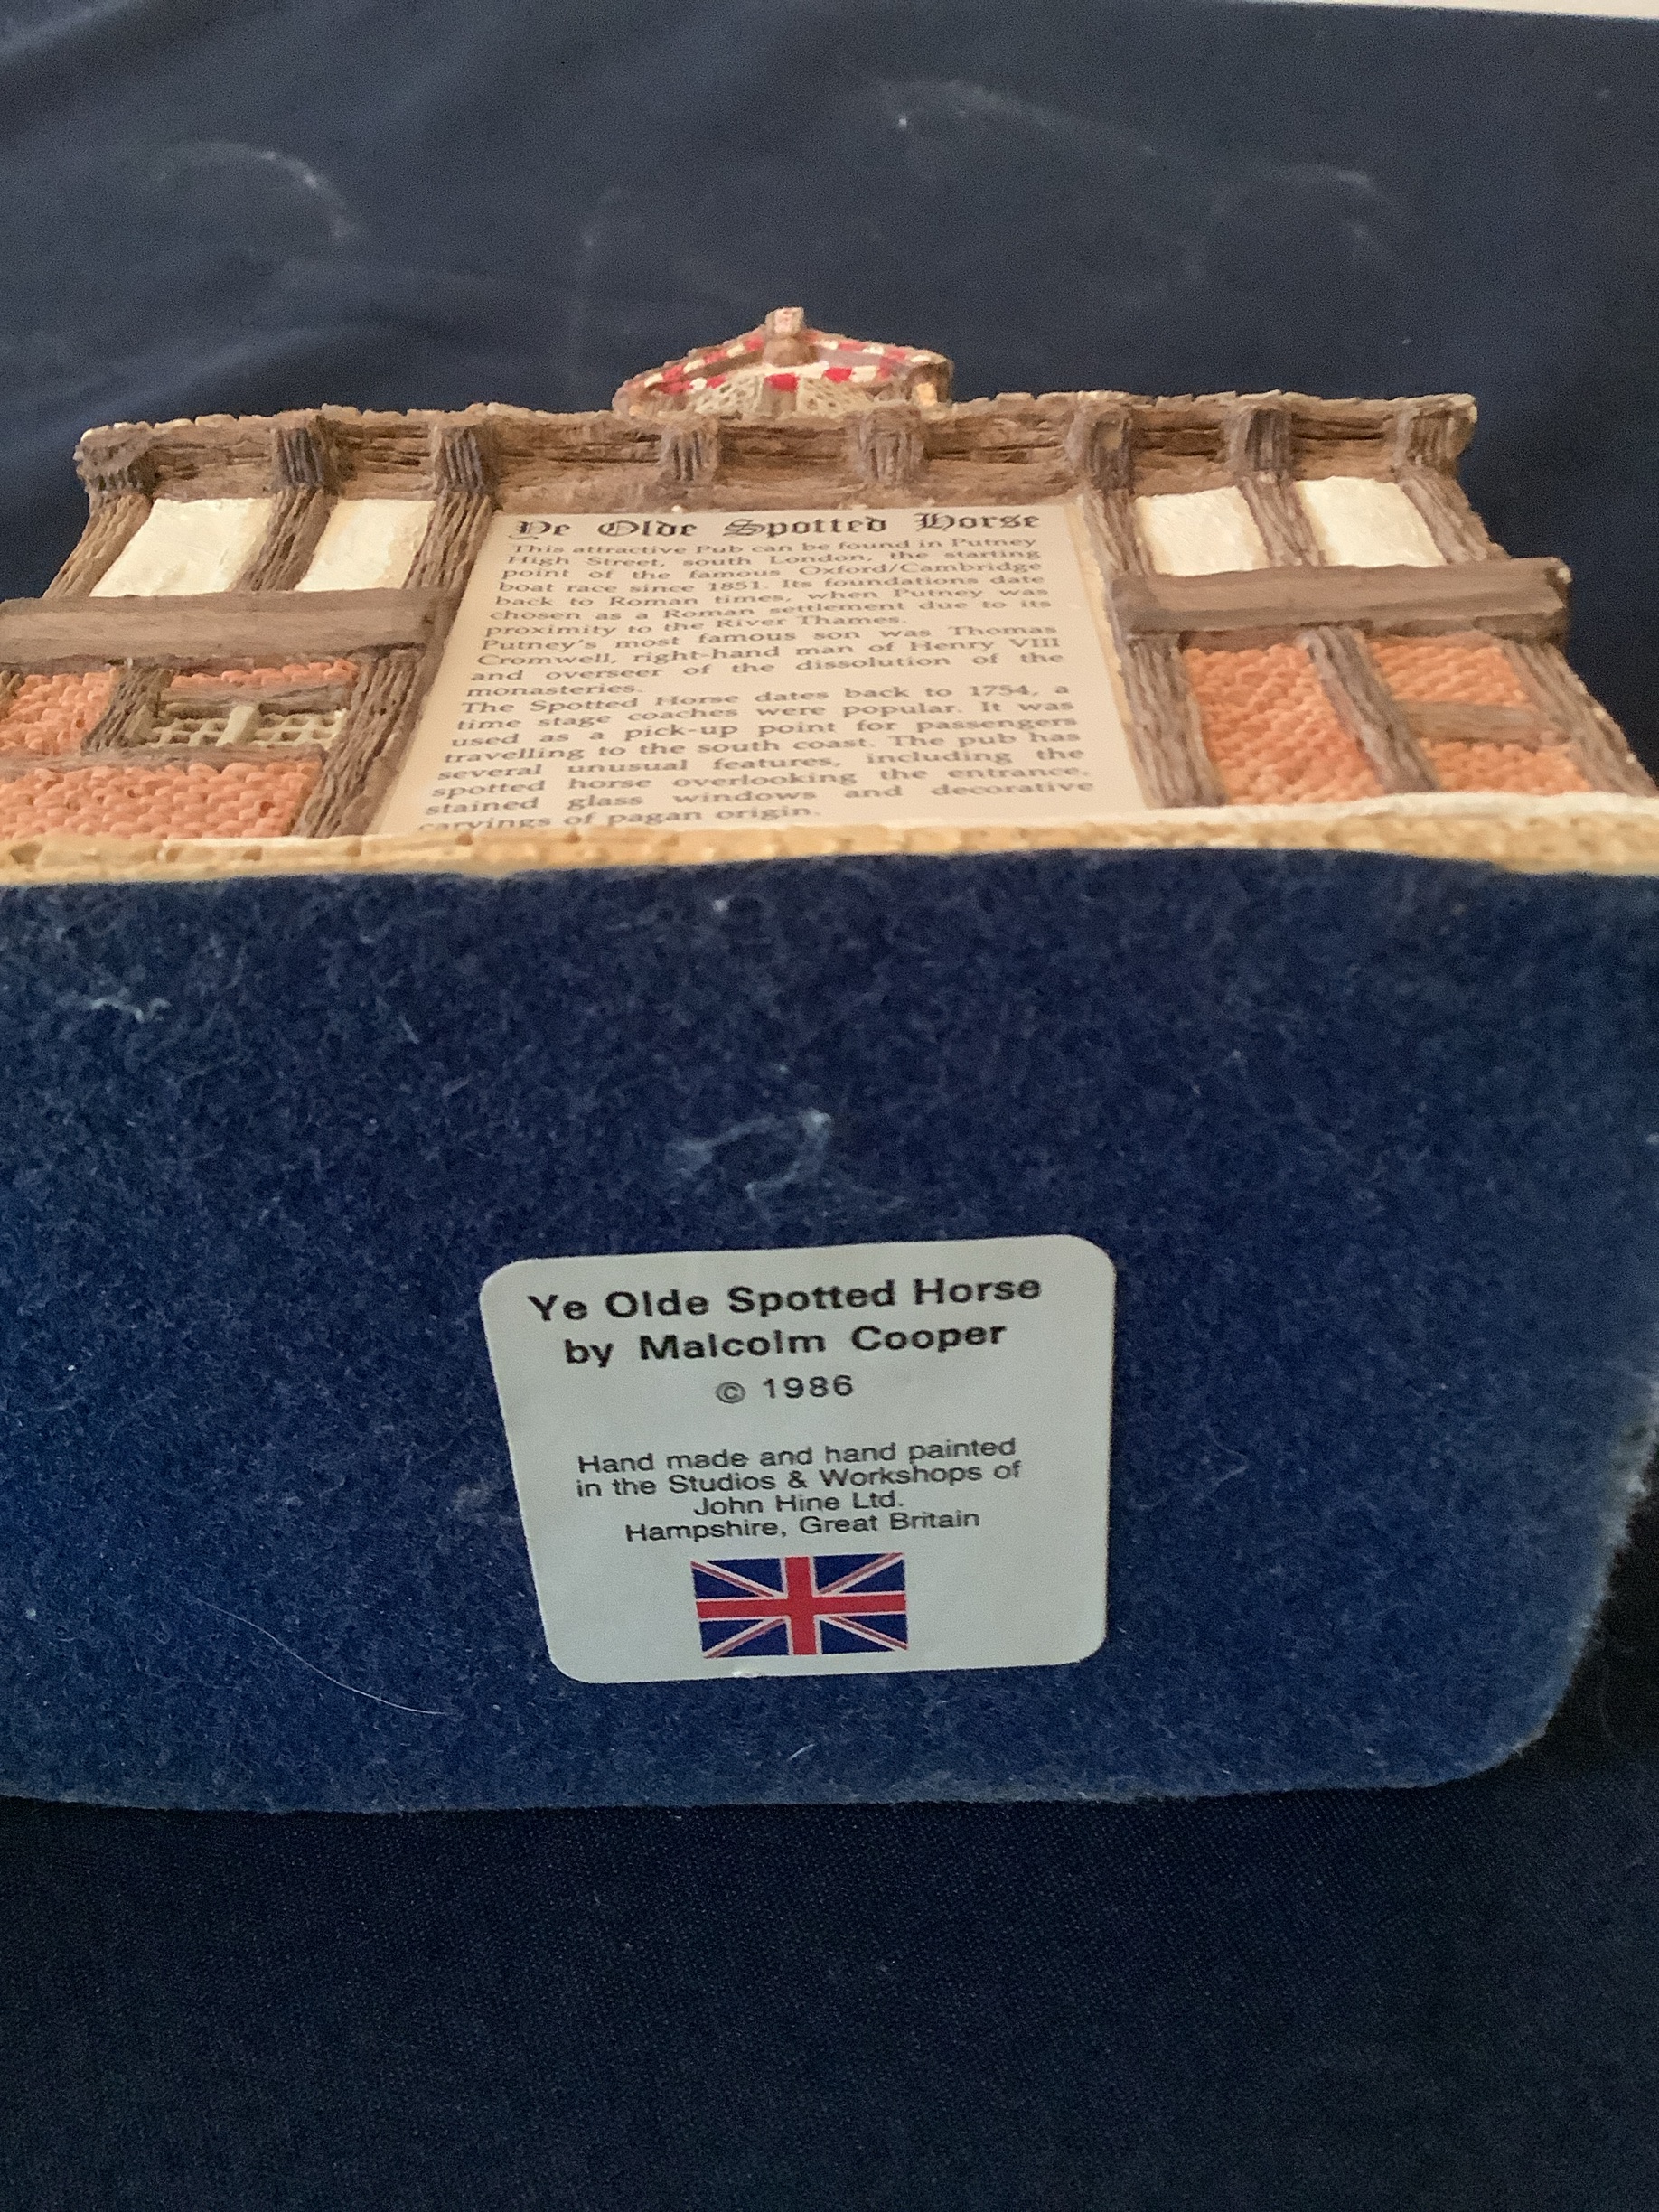 Ye Olde Spotted Horse
This attractive Pub can be found in Putney
High Street, south London, the starting
point of the famous Oxford/Cambridge
boat race since 1851. Its foundations date
back to Roman times, when Putney was
chosen as a Roman settlement due to its
proximity to the River Thames.
Putney's most famous son was Thomas
Cromwell, right-hand man of Henry VIII
and overseer of the dissolution of the
monasteries.
The Spotted Horse dates back to 1754, a
time stage coaches were popular. It was
used as a pick-up point for passengers
travelling to the south coast. The pub has
several unusual features, including the
spotted horse overlooking the entrance,
stained glass windows and decorative
carvings of pagan origin.
Ye Olde Spotted Horse
by Malcolm Cooper
© 1986
Hand made and hand painted
in the Studios & Workshops of
John Hine Ltd.
Hampshire, Great Britain